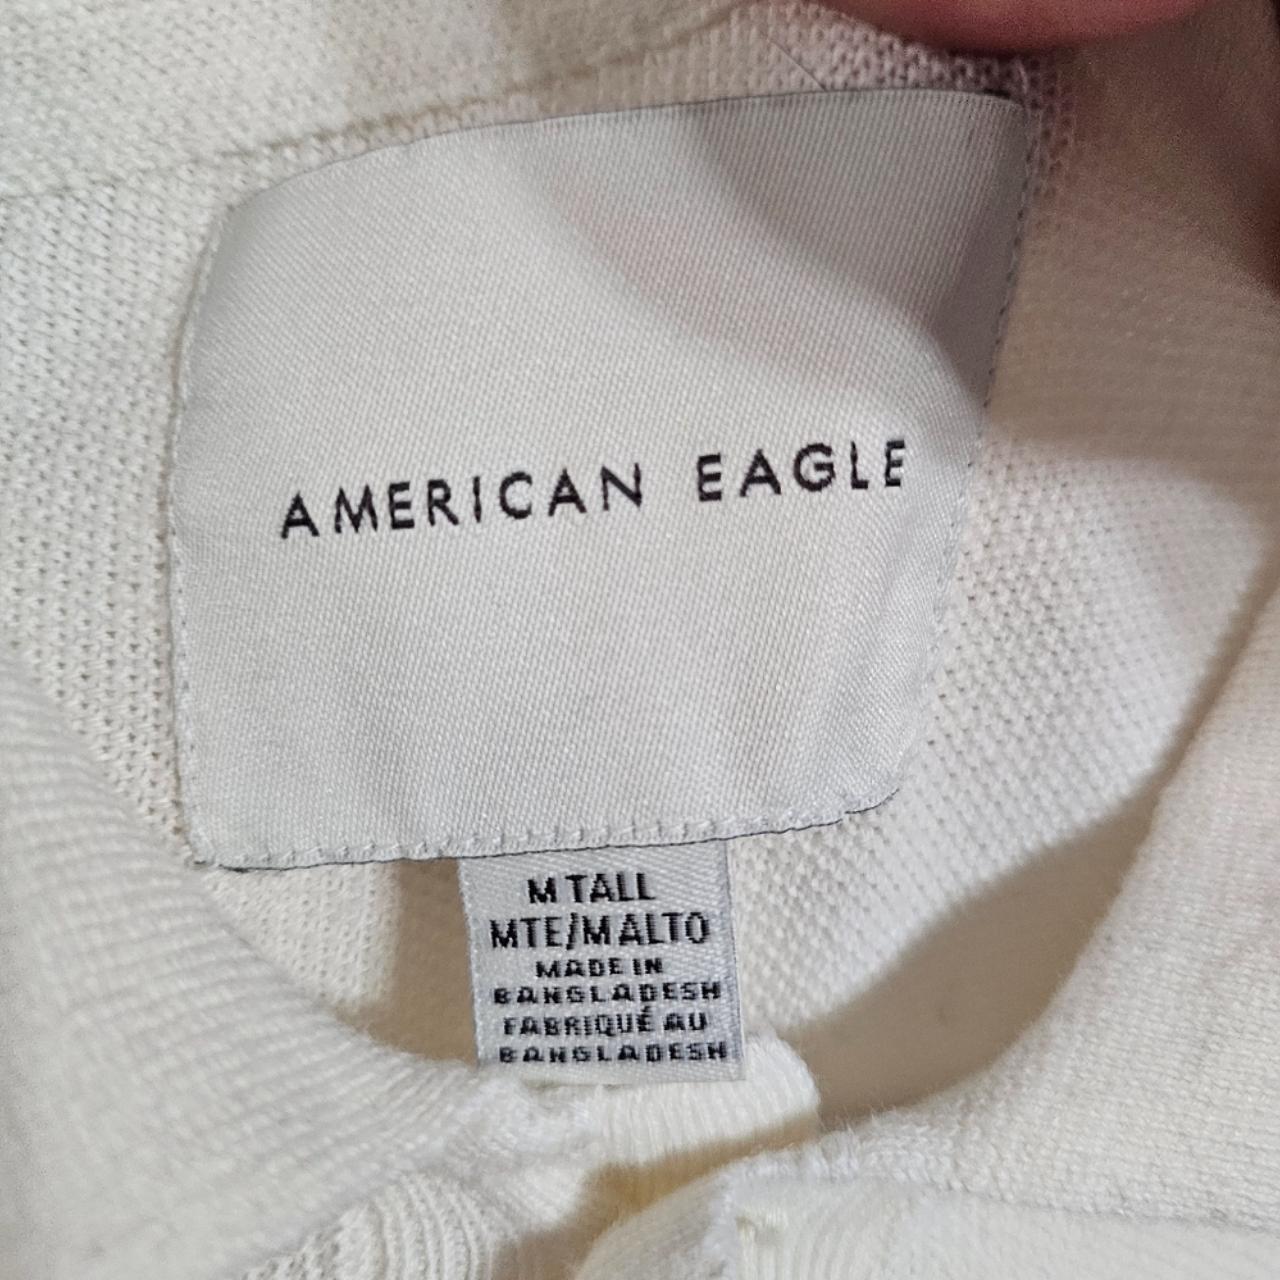 AMERICAN EAGLE
M TALL
MTE/M ALTO
MADE IN
BANGLADESH
FABRIQUÉ AU
BANGLADESH